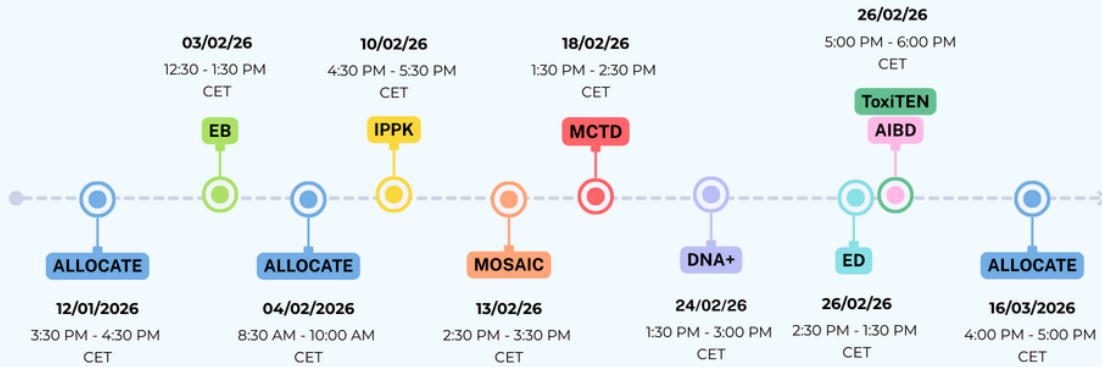 03/02/26
12:30 - 1:30 PM
CET
EB
10/02/26
4:30 PM - 5:30 PM
CET
IPPK
18/02/26
1:30 PM - 2:30 PM
CET
MCTD
26/02/26
5:00 PM - 6:00 PM
CET
ToxiTEN
AIBD
ALLOCATE
12/01/2026
3:30 PM - 4:30 PM
CET
ALLOCATE
04/02/2026
8:30 AM - 10:00 AM
CET
MOSAIC
13/02/26
2:30 PM - 3:30 PM
CET
DNA+
24/02/26
1:30 PM - 3:00 PM
CET
ED
26/02/26
2:30 PM - 1:30 PM
CET
ALLOCATE
16/03/2026
4:00 PM - 5:00 PM
CET